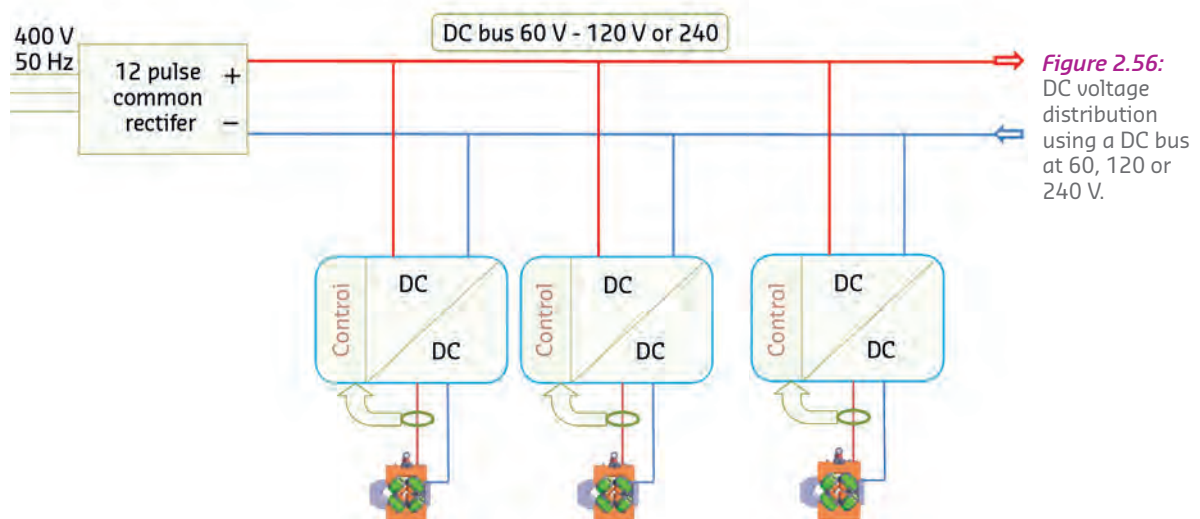 400 V
50 Hz
12 pulse
common
rectifer
+
−
DC bus 60 V - 120 V or 240
Figure 2.56:
DC voltage
distribution
using a DC bus
at 60, 120 or
240 V.
Control
DC
DC
Control
DC
DC
Control
DC
DC